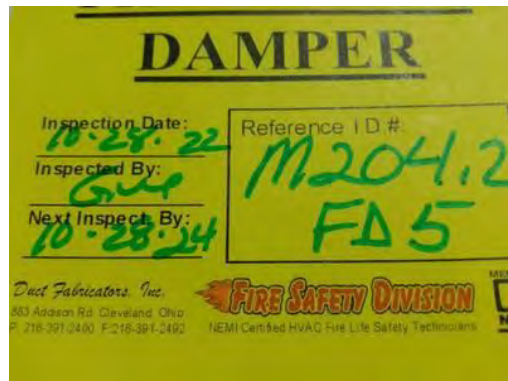 DAMPER
Inspection Date:
10-28-22
Inspected By:
Next Inspect. By:
10-28-24
Reference ID #:
M204.2
FD5
Duct Fabricators, Inc.
883 Addison Rd. Cleveland, Ohio
P. 216-391-2400 F:216-391-2492
FIRE SAFETY DIVISION
NEMI Certified HVAC Fire Life Safety Technicians